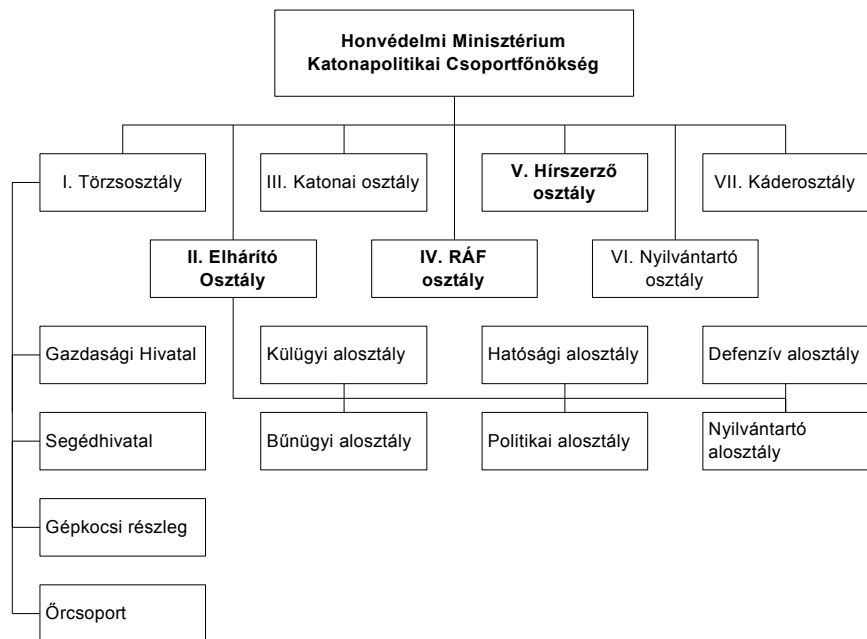 Honvédelmi Minisztérium
Katonapolitikai Csoportfőnökség
I. Törzsosztály
III. Katonai osztály
V. Hírszerző
osztály
VII. Káderosztály
II. Elhárító
Osztály
IV. RÁF
osztály
VI. Nyilvántartó
osztály
Gazdasági Hivatal
Külügyi alosztály
Hatósági alosztály
Defenzív alosztály
Segédhivatal
Bűnügyi alosztály
Politikai alosztály
Nyilvántartó
alosztály
Gépkocsi részleg
Őrcsoport